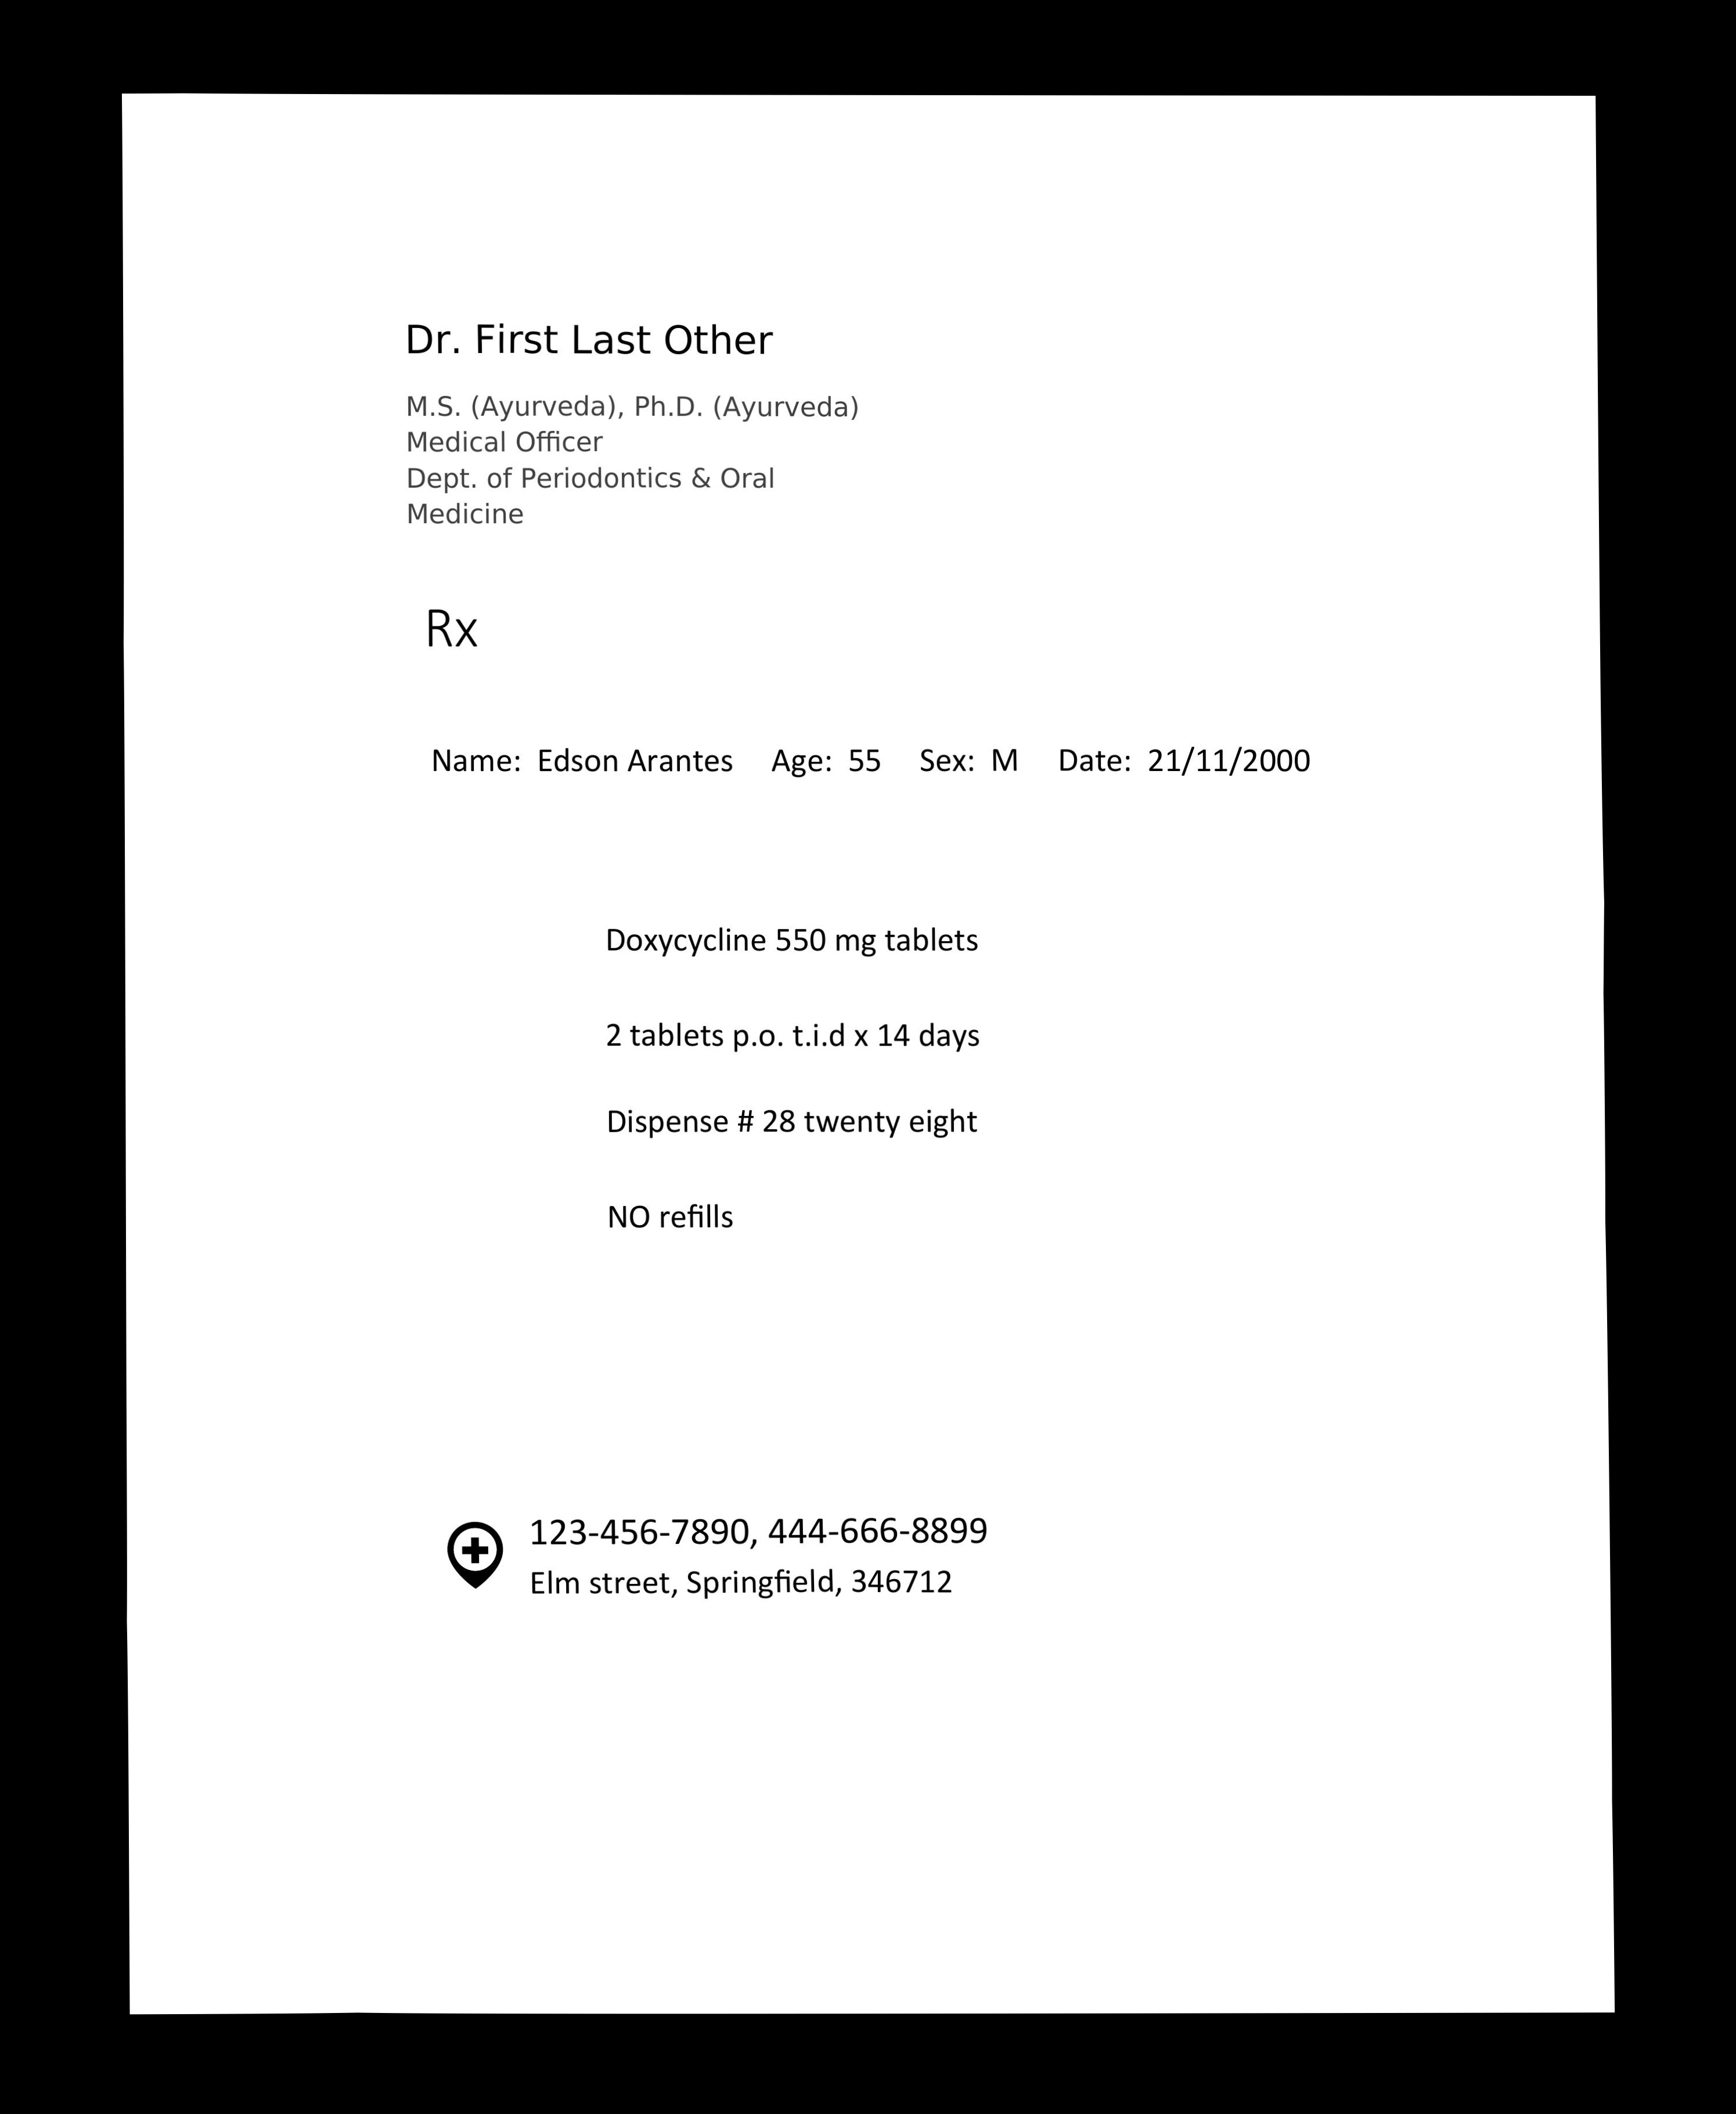 Dr. First Last Other
M.S. (Ayurveda), Ph.D. (Ayurveda)
Medical Officer
Dept. of Periodontics & Oral
Medicine
Rx
Name: Edson Arantes Age: 55 Sex: M Date: 21/11/2000
Doxycycline 550 mg tablets
2 tablets p.o. t.i.d x 14 days
Dispense # 28 twenty eight
NO refills
123-456-7890, 444-666-8899
Elm street, Springfield, 346712